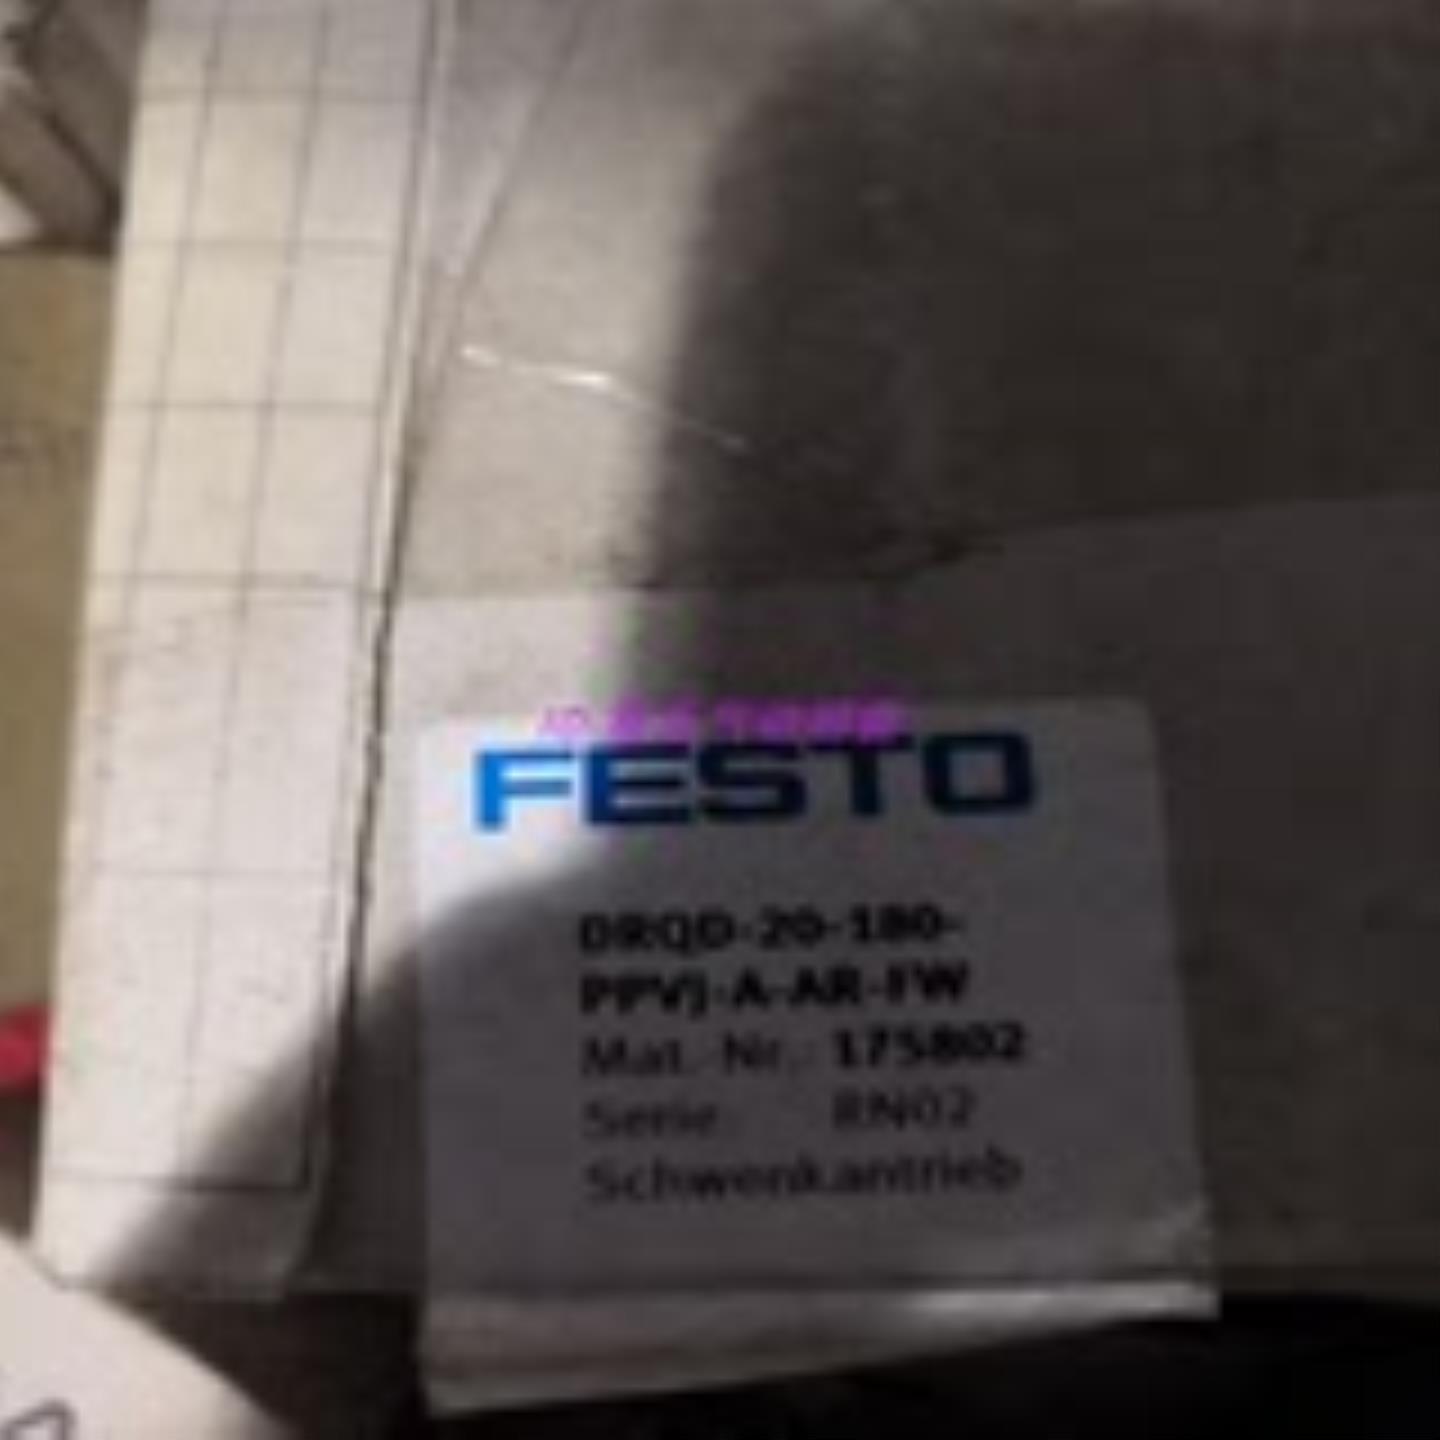 FESTO
DRQD-20-180-
PPVJ-A-AR-FW
Mat. Nr.: 175802
Serie: RN02
Schwenkantrieb